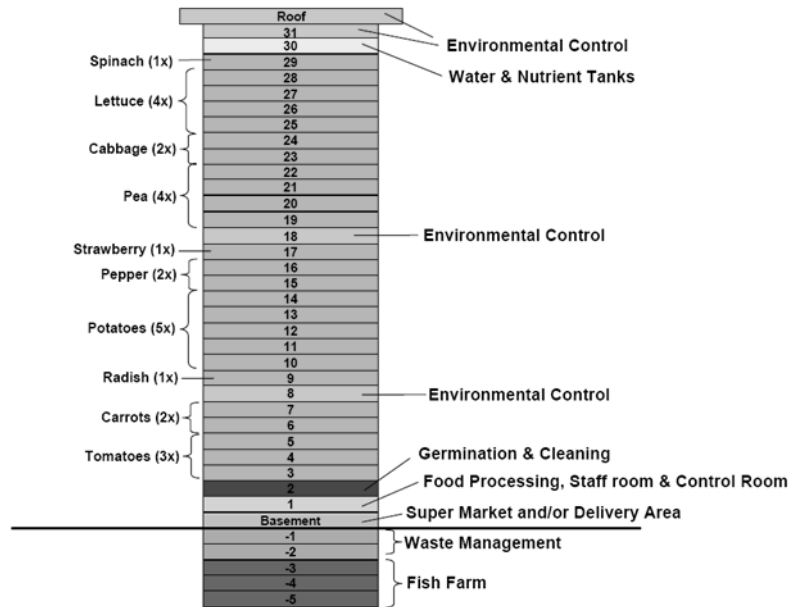 Roof
31
Environmental Control
30
Water & Nutrient Tanks
Spinach (1x)
29
28
Lettuce (4x)
27
26
25
Cabbage (2x)
24
23
22
Pea (4x)
21
20
19
18
Environmental Control
Strawberry (1x)
17
Pepper (2x)
16
15
14
Potatoes (5x)
13
12
11
10
Radish (1x)
9
8
Environmental Control
Carrots (2x)
7
6
Tomatoes (3x)
5
4
3
Germination & Cleaning
2
Food Processing, Staff room & Control Room
1
Super Market and/or Delivery Area
Basement
-1
Waste Management
-2
-3
Fish Farm
-4
-5